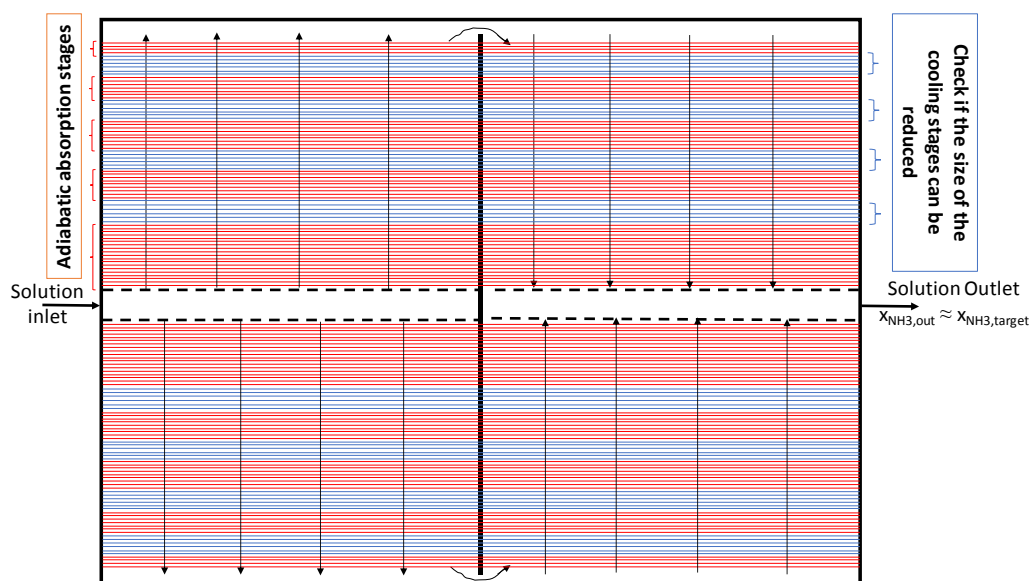 Adiabatic absorption stages
Check if the size of the
cooling stages can be
reduced
Solution
inlet
Solution Outlet
xNH3,out ≈ xNH3,target